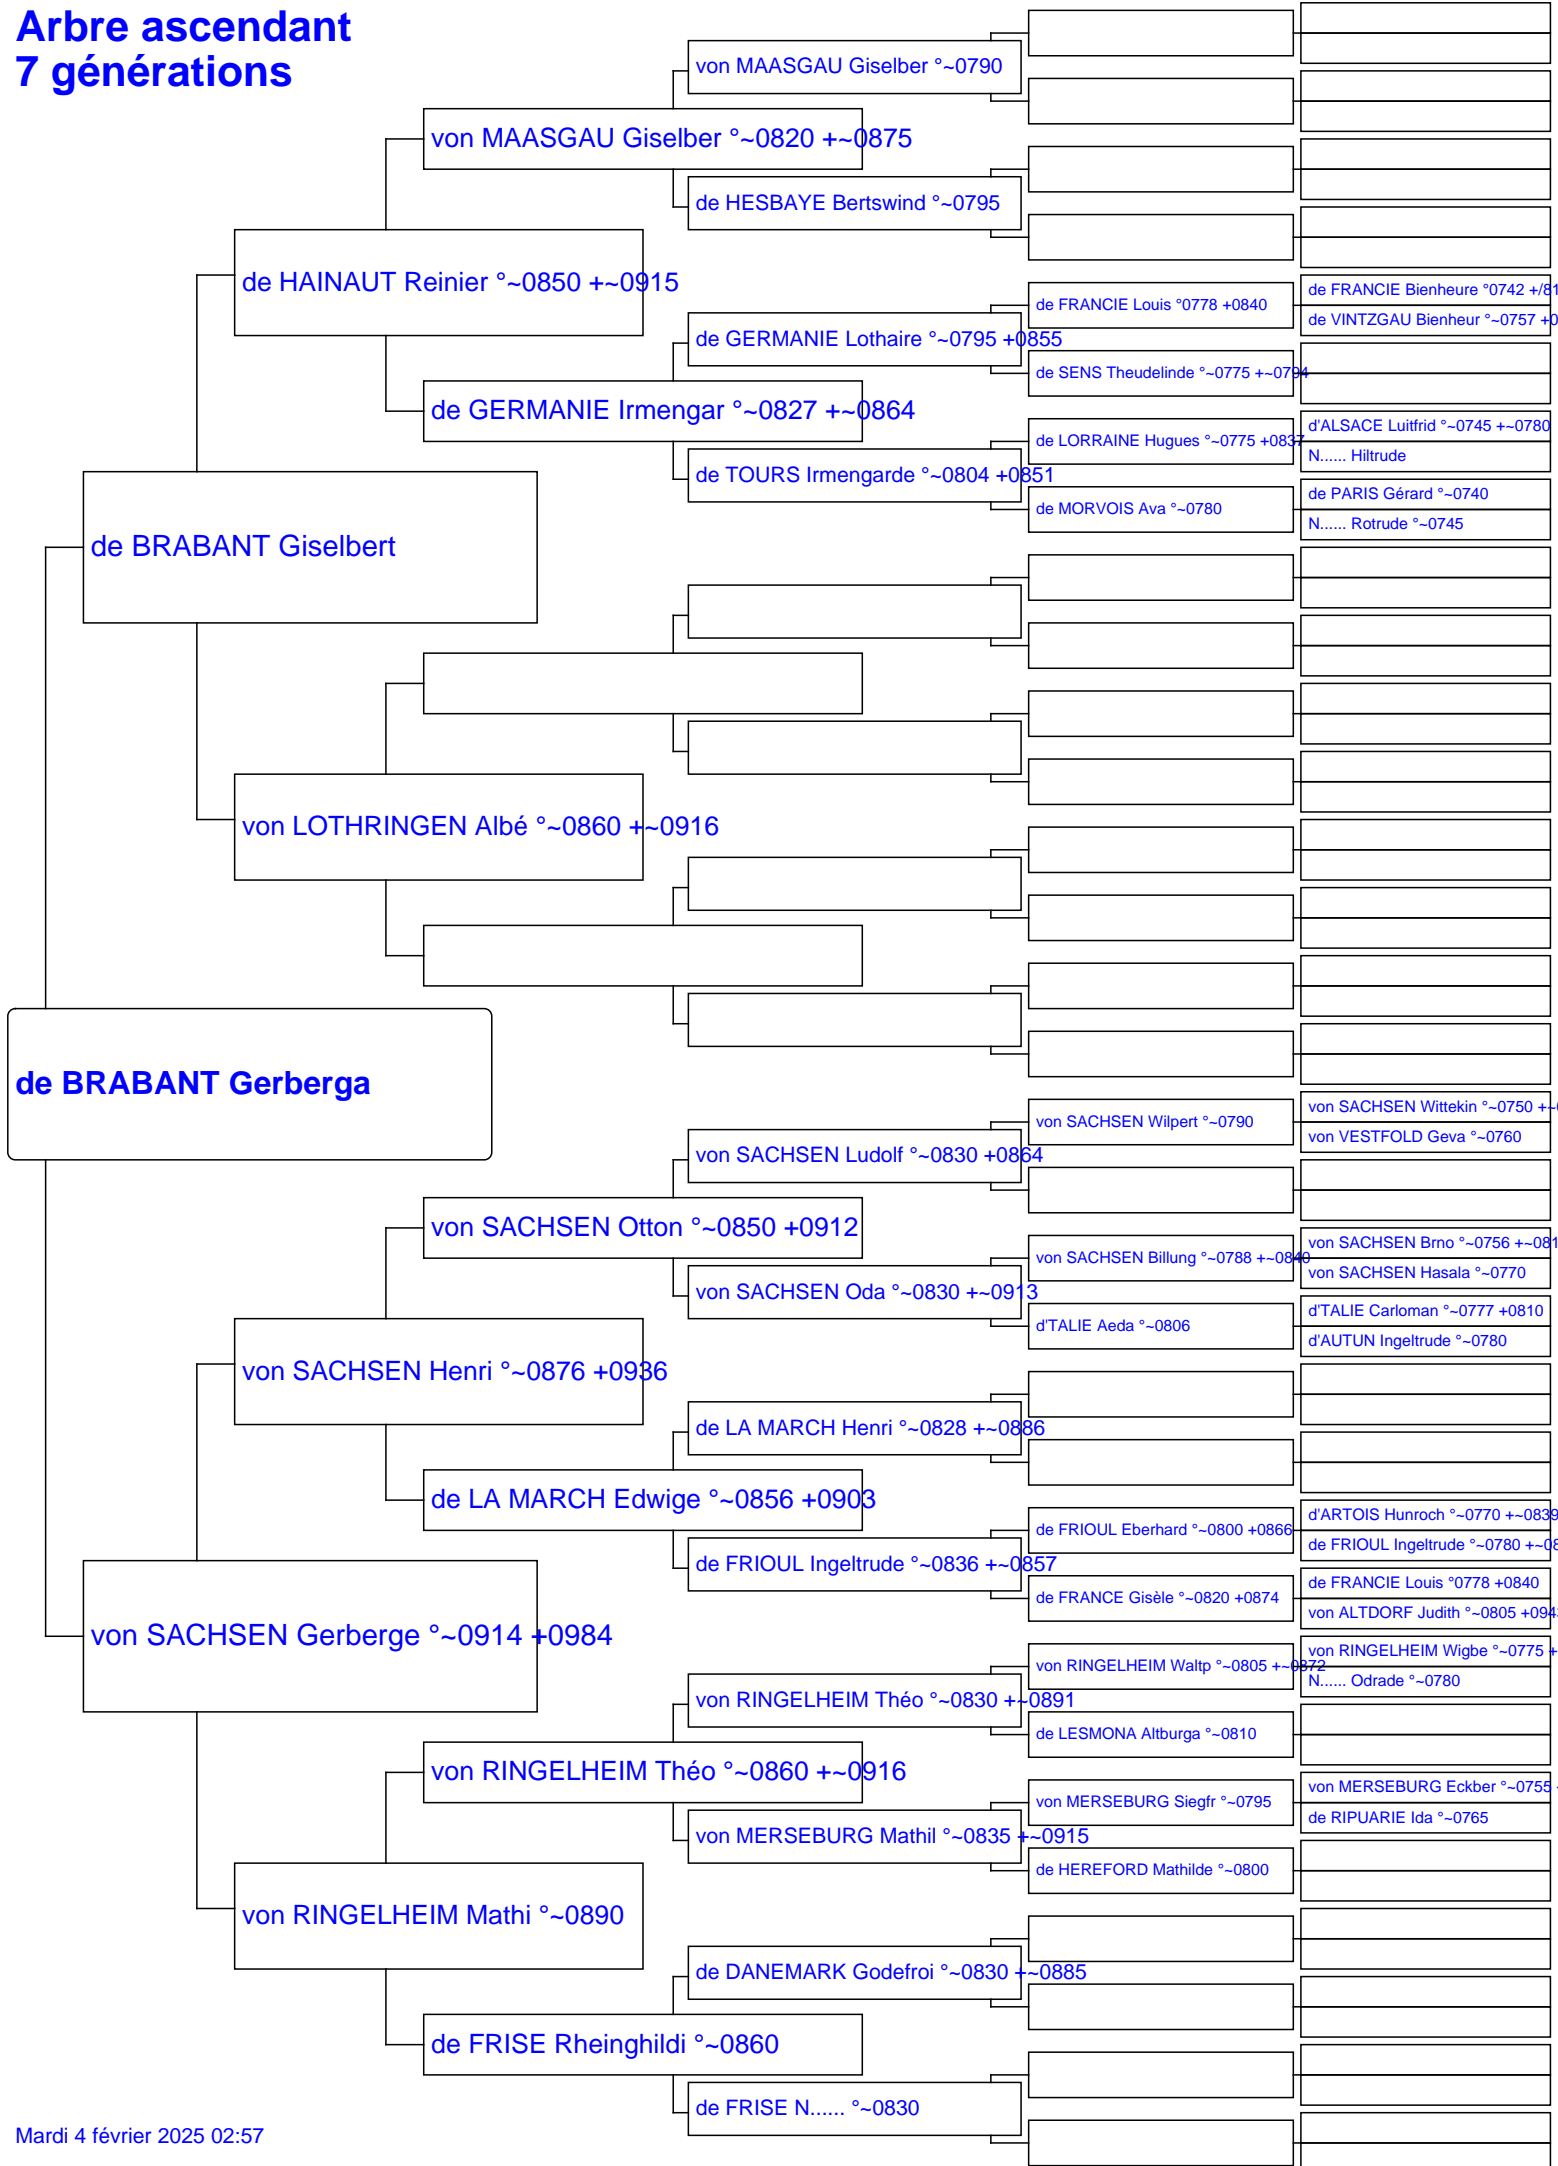 Arbre ascendant
7 générations
von MAASGAU Giselber °~0790
von MAASGAU Giselber °~0820 +~0875
de HESBAYE Bertswind °~0795
de HAINAUT Reinier °~0850 +~0915
de FRANCIE Louis °0778 +0840
de FRANCIE Bienheure °0742 +/81
de VINTZGAU Bienheur °~0757 +0
de GERMANIE Lothaire °~0795 +0855
de SENS Theudelinde °~0775 +~0794
de GERMANIE Irmengar °~0827 +~0864
de LORRAINE Hugues °~0775 +0837
d'ALSACE Luitfrid °~0745 +~0780
N...... Hiltrude
de TOURS Irmengarde °~0804 +0851
de MORVOIS Ava °~0780
de PARIS Gérard °~0740
N...... Rotrude °~0745
de BRABANT Giselbert
von LOTHRINGEN Albé °~0860 +~0916
de BRABANT Gerberga
von SACHSEN Wilpert °~0790
von SACHSEN Wittekin °~0750 +~
von VESTFOLD Geva °~0760
von SACHSEN Ludolf °~0830 +0864
von SACHSEN Otton °~0850 +0912
von SACHSEN Billung °~0788 +~0840
von SACHSEN Brno °~0756 +~081
von SACHSEN Hasala °~0770
von SACHSEN Oda °~0830 +~0913
d'TALIE Aeda °~0806
d'TALIE Carloman °~0777 +0810
d'AUTUN Ingeltrude °~0780
von SACHSEN Henri °~0876 +0936
de LA MARCH Henri °~0828 +~0886
de LA MARCH Edwige °~0856 +0903
de FRIOUL Eberhard °~0800 +0866
d'ARTOIS Hunroch °~0770 +~0839
de FRIOUL Ingeltrude °~0780 +~08
de FRIOUL Ingeltrude °~0836 +~0857
de FRANCE Gisèle °~0820 +0874
de FRANCIE Louis °0778 +0840
von ALTDORF Judith °~0805 +0943
von SACHSEN Gerberge °~0914 +0984
von RINGELHEIM Waltp °~0805 +~0872
von RINGELHEIM Wigbe °~0775 +
N...... Odrade °~0780
von RINGELHEIM Théo °~0830 +~0891
de LESMONA Altburga °~0810
von RINGELHEIM Théo °~0860 +~0916
von MERSEBURG Siegfr °~0795
von MERSEBURG Eckber °~0755
de RIPUARIE Ida °~0765
von MERSEBURG Mathil °~0835 +~0915
de HEREFORD Mathilde °~0800
von RINGELHEIM Mathi °~0890
de DANEMARK Godefroi °~0830 +~0885
de FRISE Rheinghildi °~0860
de FRISE N...... °~0830
Mardi 4 février 2025 02:57